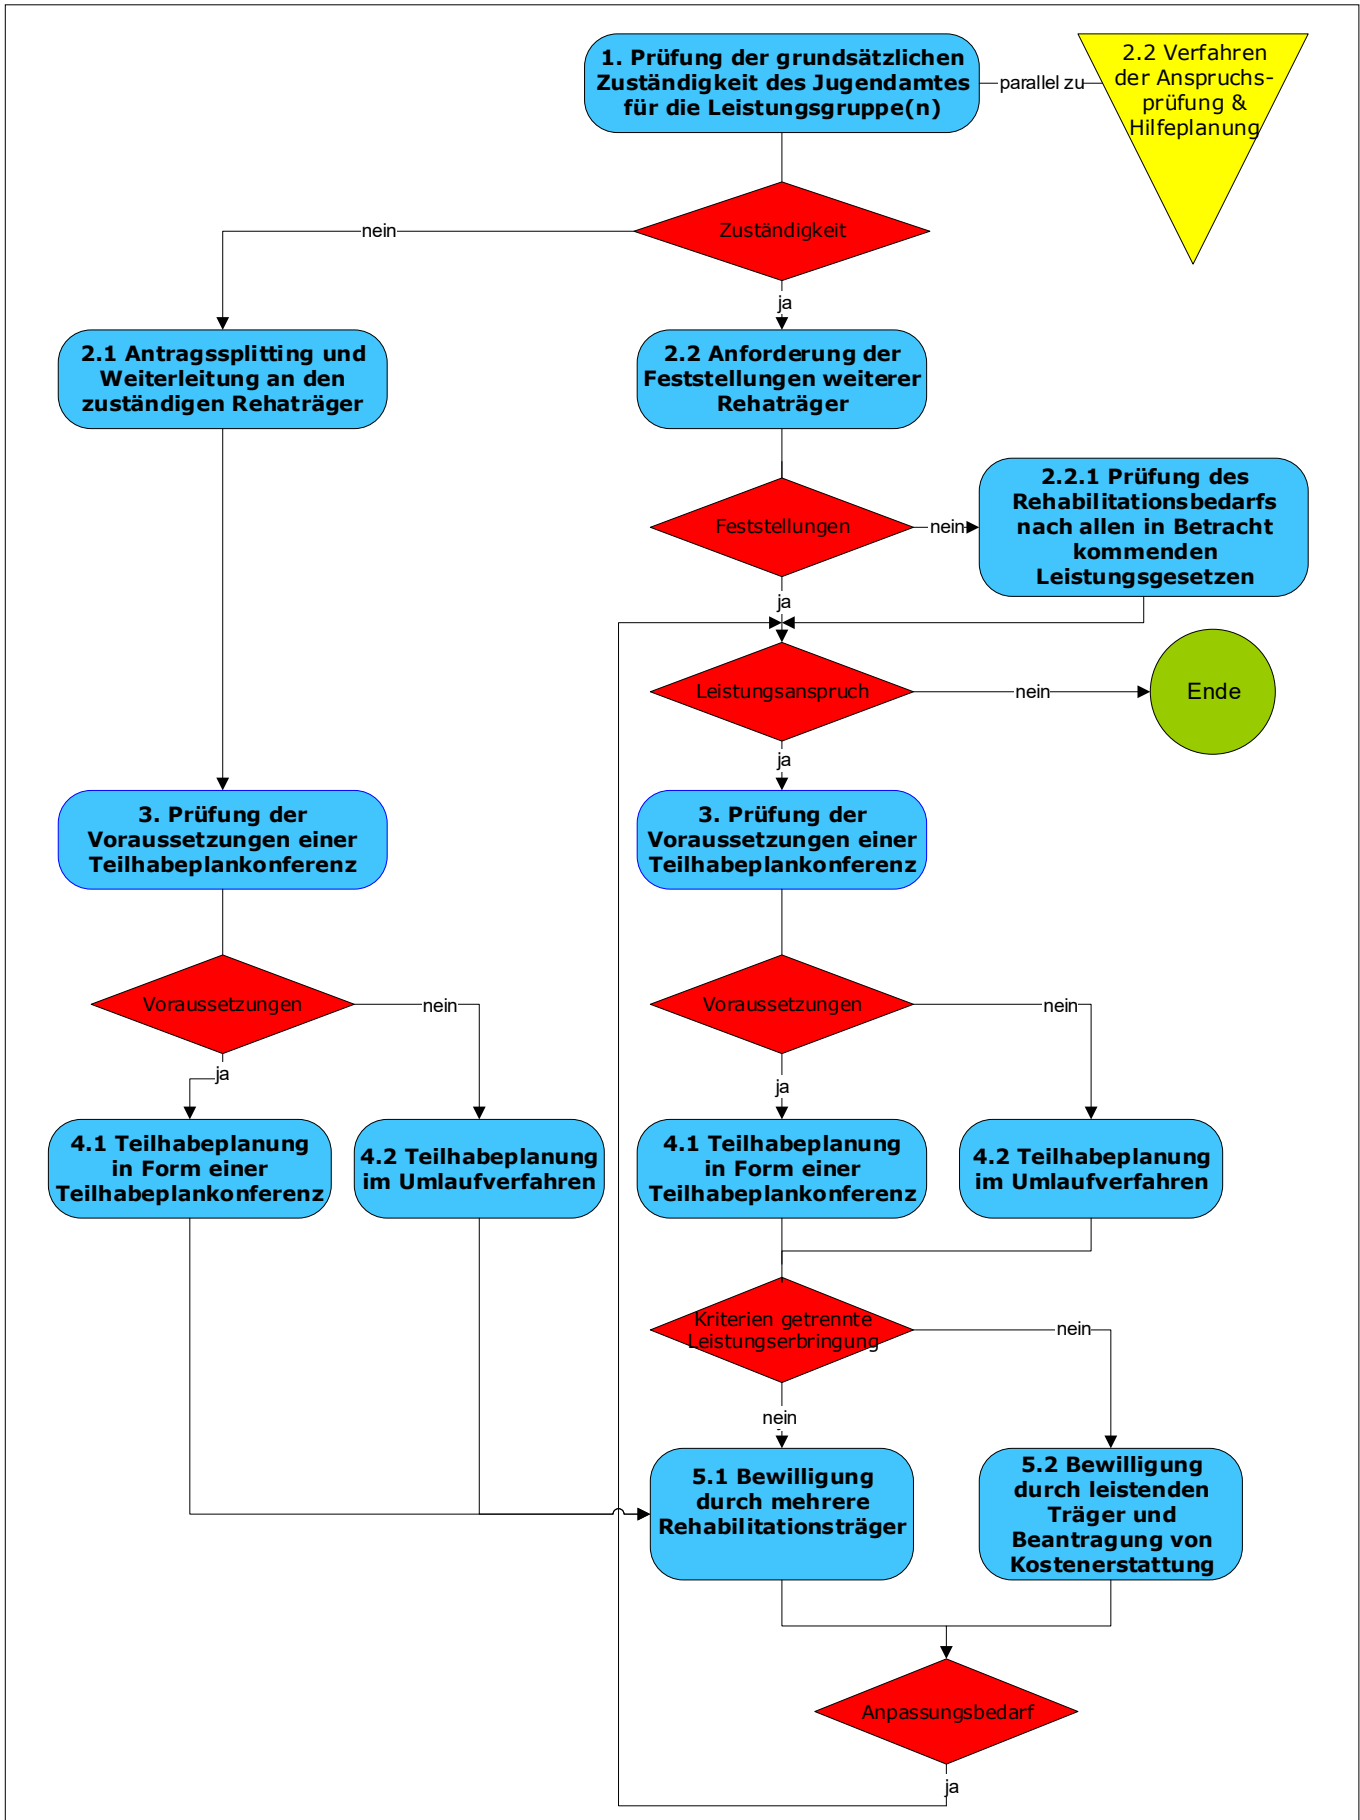 1. Prüfung der grundsätzlichen
Zuständigkeit des Jugendamtes
für die Leistungsgruppe(n)
parallel zu
2.2 Verfahren
der Anspruchs-
prüfung &
Hilfeplanung
Zuständigkeit
nein
ja
2.1 Antragssplitting und
Weiterleitung an den
zuständigen Rehaträger
2.2 Anforderung der
Feststellungen weiterer
Rehaträger
Feststellungen
nein
2.2.1 Prüfung des
Rehabilitationsbedarfs
nach allen in Betracht
kommenden
Leistungsgesetzen
ja
Leistungsanspruch
nein
Ende
ja
3. Prüfung der
Voraussetzungen einer
Teilhabeplankonferenz
3. Prüfung der
Voraussetzungen einer
Teilhabeplankonferenz
Voraussetzungen
nein
ja
Voraussetzungen
nein
ja
4.1 Teilhabeplanung
in Form einer
Teilhabeplankonferenz
4.2 Teilhabeplanung
im Umlaufverfahren
4.1 Teilhabeplanung
in Form einer
Teilhabeplankonferenz
4.2 Teilhabeplanung
im Umlaufverfahren
Kriterien getrennte
Leistungserbringung
nein
nein
5.1 Bewilligung
durch mehrere
Rehabilitationsträger
5.2 Bewilligung
durch leistenden
Träger und
Beantragung von
Kostenerstattung
Anpassungsbedarf
ja